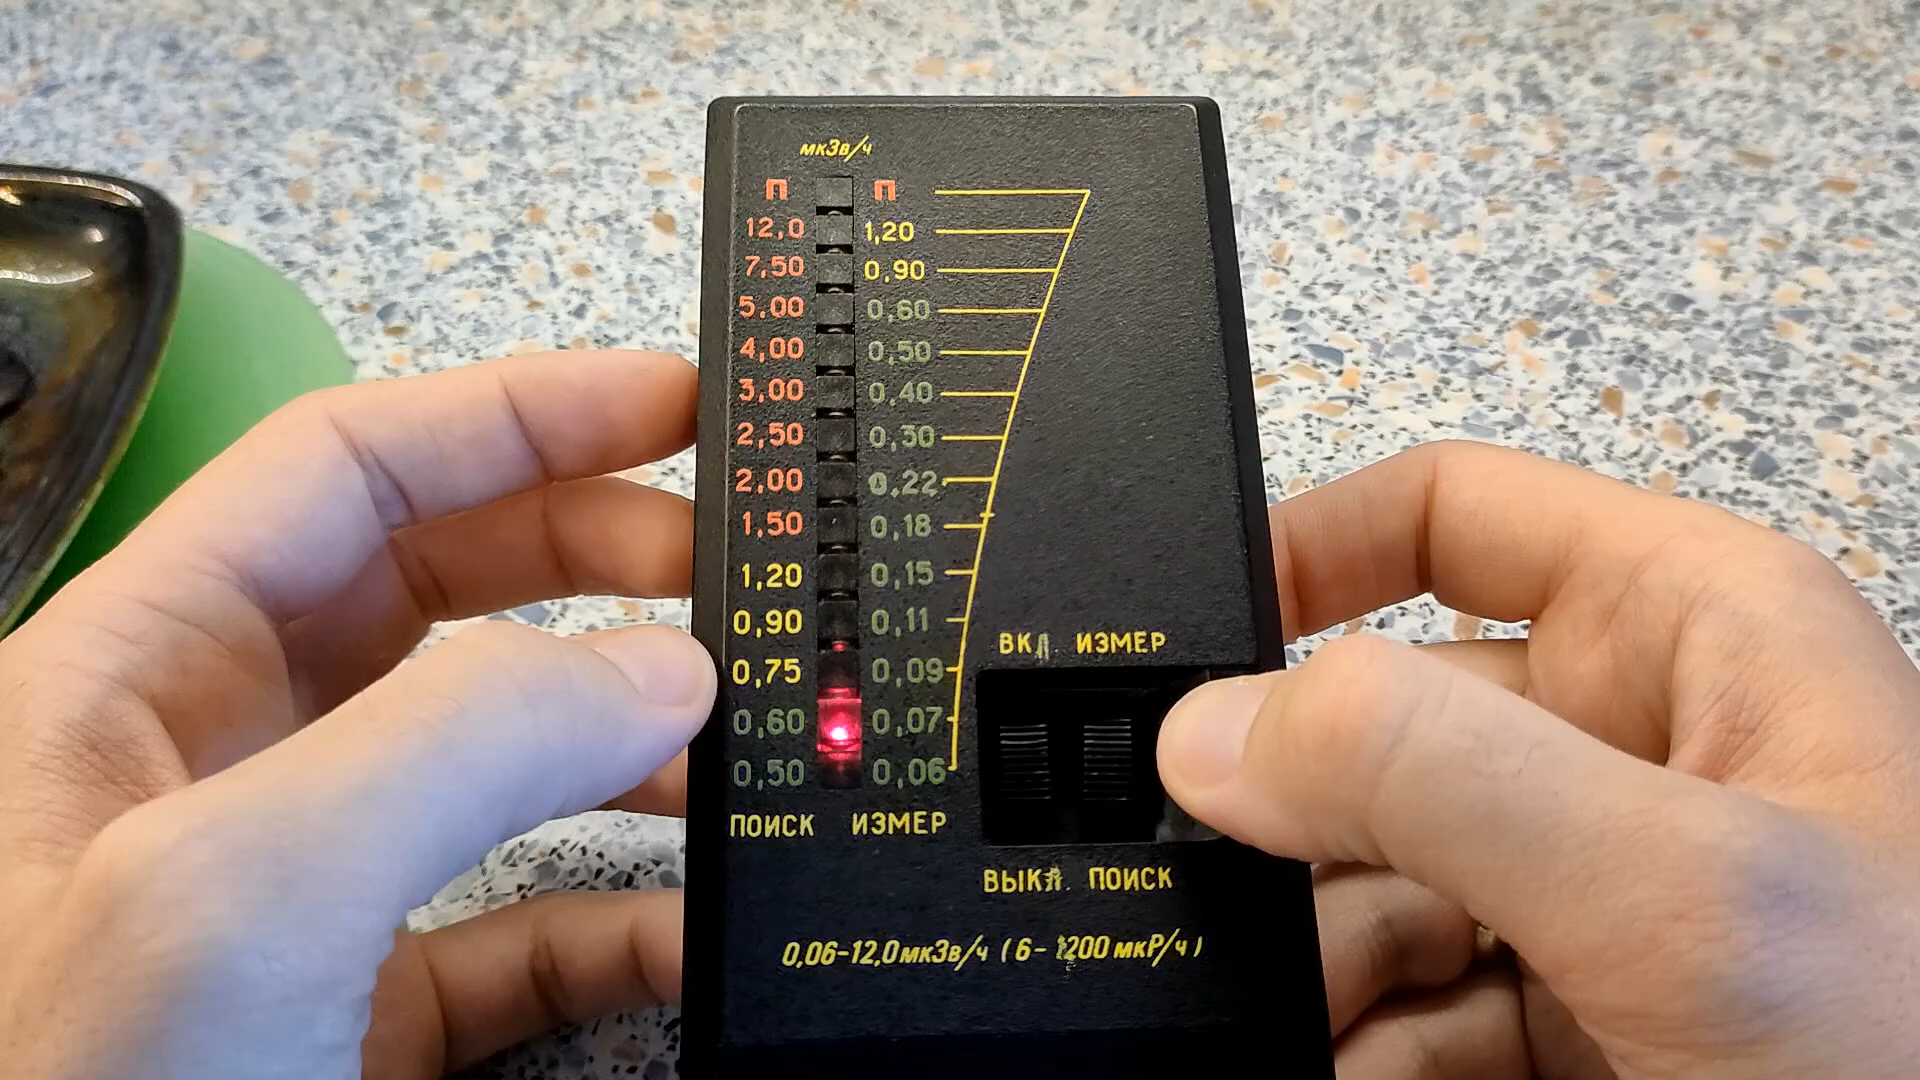 мкЗв/ч
П П
12,0 1,20
7,50 0,90
5,00 0,60
4,00 0,50
3,00 0,40
2,50 0,30
2,00 0,22
1,50 0,18
1,20 0,15
0,90 0,11
0,75 0,09
0,60 0,07
0,50 0,06
ПОИСК ИЗМЕР
ВКЛ ИЗМЕР
ВЫКЛ. ПОИСК
0,06-12,0 мкЗв/ч (6-1200 мкР/ч)